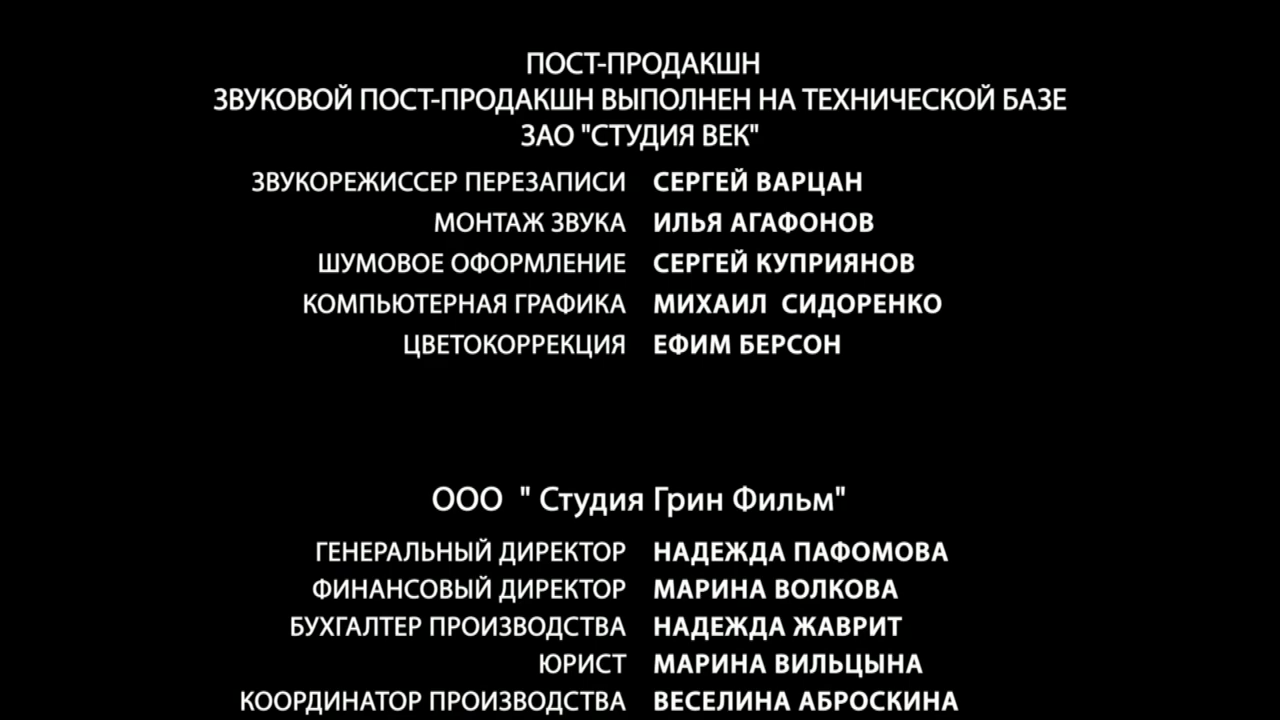 ПОСТ-ПРОДАКШН
ЗВУКОВОЙ ПОСТ-ПРОДАКШН ВЫПОЛНЕН НА ТЕХНИЧЕСКОЙ БАЗЕ
ЗАО "СТУДИЯ ВЕК"
ЗВУКОРЕЖИССЕР ПЕРЕЗАПИСИ СЕРГЕЙ ВАРЦАН
МОНТАЖ ЗВУКА ИЛЬЯ АГАФОНОВ
ШУМОВОЕ ОФОРМЛЕНИЕ СЕРГЕЙ КУПРИЯНОВ
КОМПЬЮТЕРНАЯ ГРАФИКА МИХАИЛ СИДОРЕНКО
ЦВЕТОКОРРЕКЦИЯ ЕФИМ БЕРСОН
ООО " Студия Грин Фильм"
ГЕНЕРАЛЬНЫЙ ДИРЕКТОР НАДЕЖДА ПАФОМОВА
ФИНАНСОВЫЙ ДИРЕКТОР МАРИНА ВОЛКОВА
БУХГАЛТЕР ПРОИЗВОДСТВА НАДЕЖДА ЖАВРИТ
ЮРИСТ МАРИНА ВИЛЬЦЫНА
КООРДИНАТОР ПРОИЗВОДСТВА ВЕСЕЛИНА АБРОСКИНА